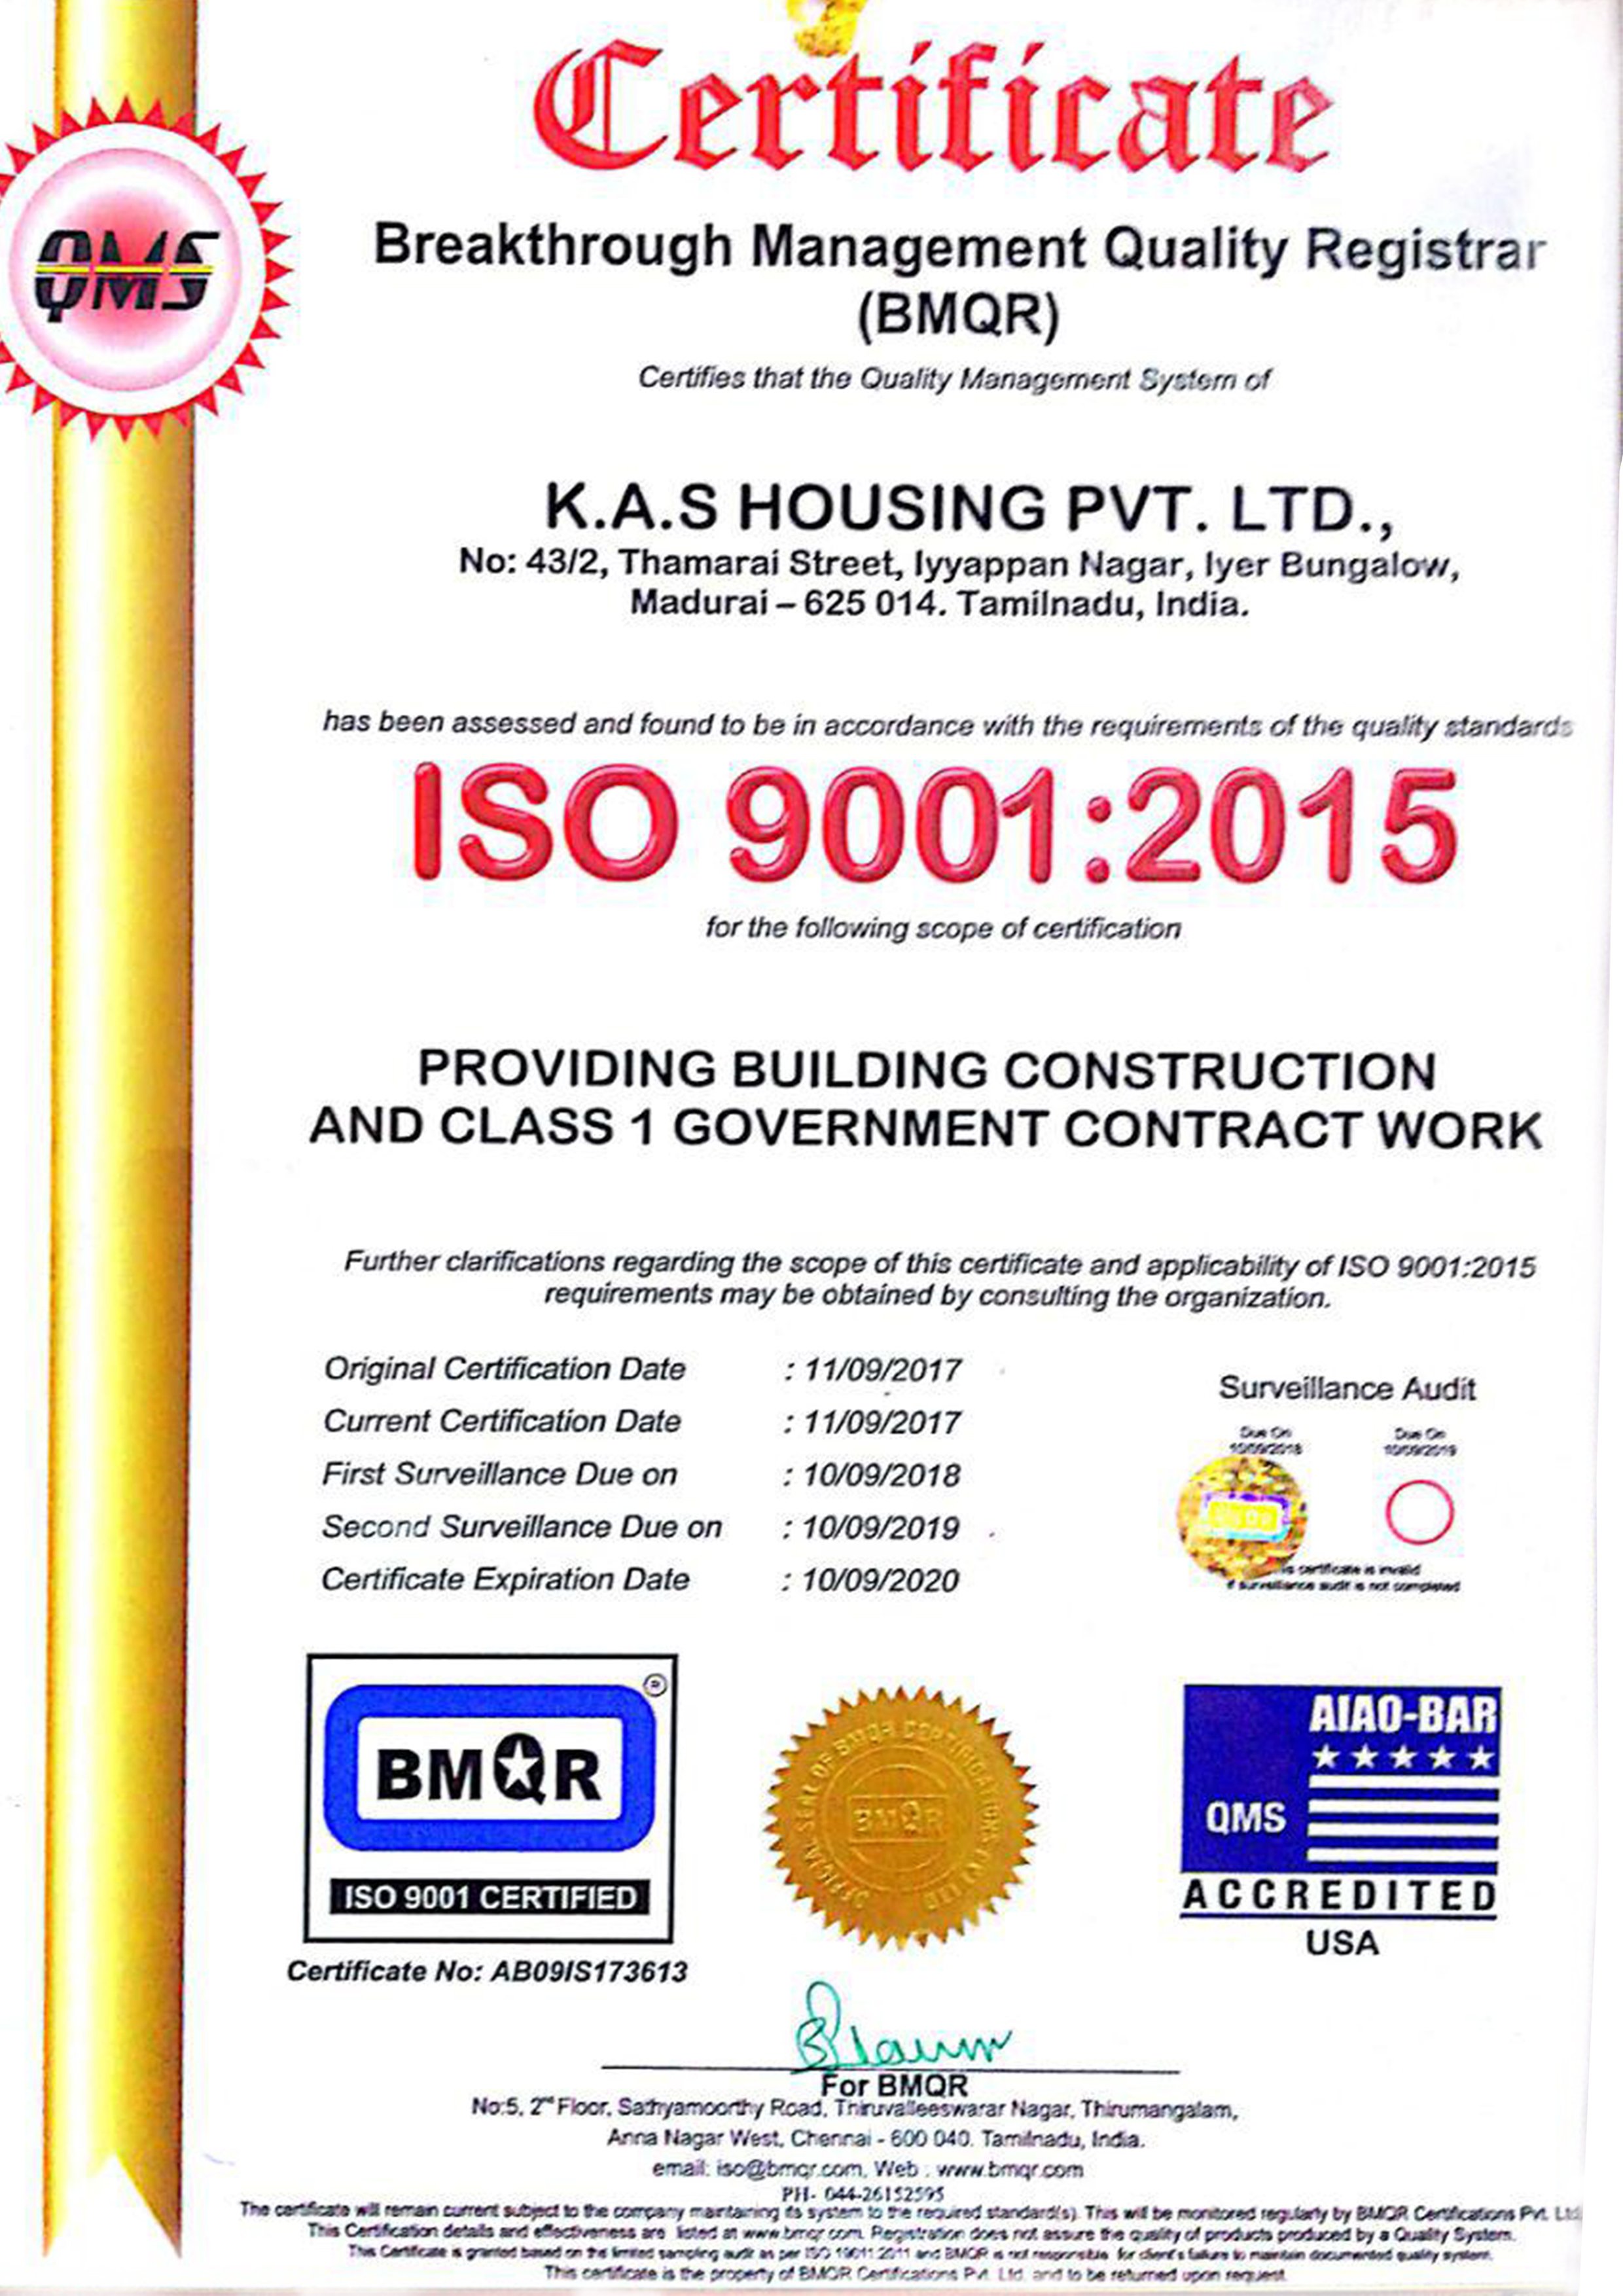 Certificate
QMS
Breakthrough Management Quality Registrar
(BMQR)
Certifies that the Quality Management System of
K.A.S HOUSING PVT. LTD.,
No: 43/2, Thamarai Street, Iyyappan Nagar, Iyer Bungalow,
Madurai – 625 014. Tamilnadu, India.
has been assessed and found to be in accordance with the requirements of the quality standards
ISO 9001:2015
for the following scope of certification
PROVIDING BUILDING CONSTRUCTION
AND CLASS 1 GOVERNMENT CONTRACT WORK
Further clarifications regarding the scope of this certificate and applicability of ISO 9001:2015
requirements may be obtained by consulting the organization.
Original Certification Date : 11/09/2017
Current Certification Date : 11/09/2017
First Surveillance Due on : 10/09/2018
Second Surveillance Due on : 10/09/2019
Certificate Expiration Date : 10/09/2020
Surveillance Audit
Due On Due On
10/09/2018 10/09/2019
certificate is invalid
if surveillance audit is not completed
®
BMQR
ISO 9001 CERTIFIED
Certificate No: AB09IS173613
OFFICIAL SEAL OF BMQR CERTIFICATIONS PVT LTD
BMQR
AIAO-BAR
QMS
ACCREDITED
USA
For BMQR
No:5, 2nd Floor, Sathyamoorthy Road, Thiruvalleeswarar Nagar, Thirumangalam,
Anna Nagar West, Chennai - 600 040. Tamilnadu, India.
email: iso@bmqr.com, Web : www.bmqr.com
PH- 044-26152595
The certificate will remain current subject to the company maintaining its system to the required standard(s). This will be monitored regularly by BMQR Certifications Pvt. Ltd
This Certification details and effectiveness are listed at www.bmqr.com. Registration does not assure the quality of products produced by a Quality System.
This Certificate is granted based on the limited sampling audit as per ISO 19011:2011 and BMQR is not responsible for client's failure to maintain documented quality system.
This certificate is the property of BMQR Certifications Pvt. Ltd. and to be returned upon request.